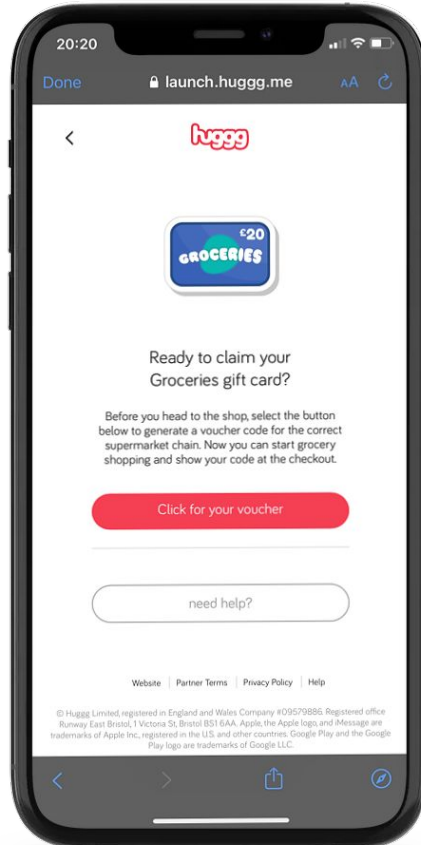 20:20
Done
launch.huggg.me
AA
huggg
£20
GROCERIES
Ready to claim your
Groceries gift card?
Before you head to the shop, select the button
below to generate a voucher code for the correct
supermarket chain. Now you can start grocery
shopping and show your code at the checkout.
Click for your voucher
need help?
Website | Partner Terms | Privacy Policy | Help
© Huggg Limited, registered in England and Wales Company #09579886. Registered office
Runway East Bristol, 1 Victoria St, Bristol BS1 6AA. Apple, the Apple logo, and iMessage are
trademarks of Apple Inc., registered in the U.S. and other countries. Google Play and the Google
Play logo are trademarks of Google LLC.